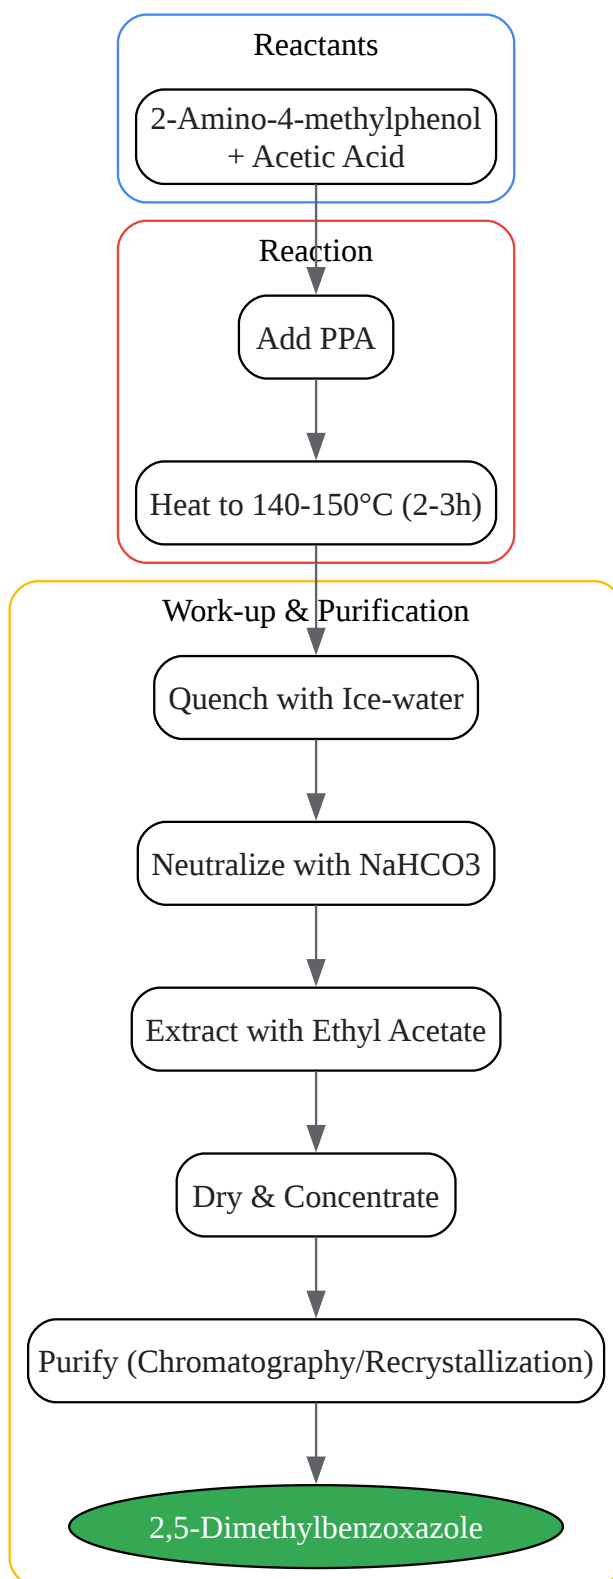 Reactants
2-Amino-4-methylphenol
+ Acetic Acid
Reaction
Add PPA
Heat to 140-150°C (2-3h)
Work-up & Purification
Quench with Ice-water
Neutralize with NaHCO3
Extract with Ethyl Acetate
Dry & Concentrate
Purify (Chromatography/Recrystallization)
2,5-Dimethylbenzoxazole